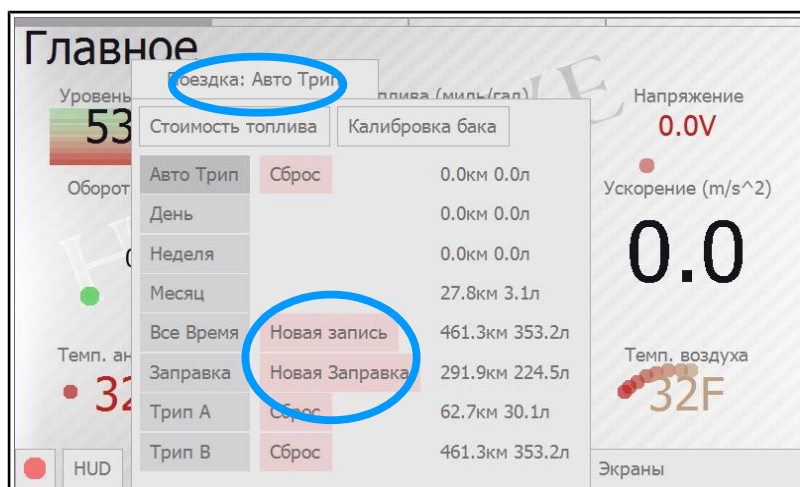 Главное
Поездка: Авто Трип
Уровень
плива (миль/гал)
Напряжение
53
0.0V
Стоимость топлива Калибровка бака
Авто Трип Сброс 0.0км 0.0л
Оборот
Ускорение (m/s^2)
День 0.0км 0.0л
0.0
Неделя 0.0км 0.0л
Месяц 27.8км 3.1л
Все Время Новая запись 461.3км 353.2л
Темп. ан
Темп. воздуха
Заправка Новая Заправка 291.9км 224.5л
32
32F
Трип А Сброс 62.7км 30.1л
Трип В Сброс 461.3км 353.2л
HUD
Экраны